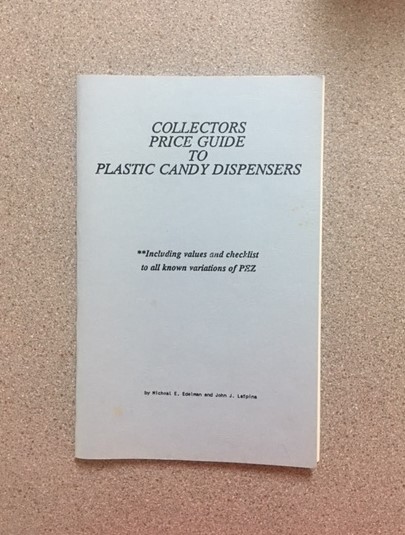 COLLECTORS
PRICE GUIDE
TO
PLASTIC CANDY DISPENSERS
**Including values and checklist
to all known variations of PEZ
by Michael E. Edelman and John J. LaSpina